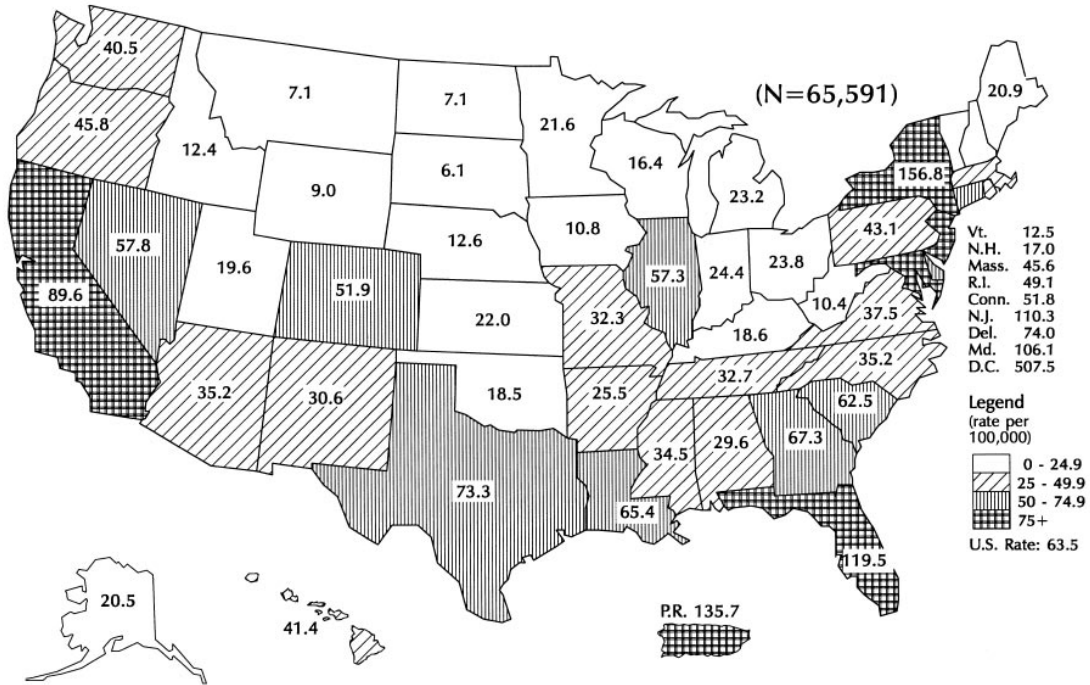 40.5
7.1
7.1
(N=65,591)
20.9
45.8
21.6
12.4
16.4
156.8
6.1
9.0
23.2
43.1
12.6
10.8
57.8
19.6
51.9
57.3
24.4
23.8
89.6
10.4
22.0
32.3
37.5
18.6
35.2
32.7
35.2
30.6
18.5
25.5
62.5
34.5
29.6
67.3
73.3
65.4
119.5
20.5
41.4
P.R. 135.7
Vt. 12.5
N.H. 17.0
Mass. 45.6
R.I. 49.1
Conn. 51.8
N.J. 110.3
Del. 74.0
Md. 106.1
D.C. 507.5
Legend
(rate per
100,000)
0 - 24.9
25 - 49.9
50 - 74.9
75+
U.S. Rate: 63.5